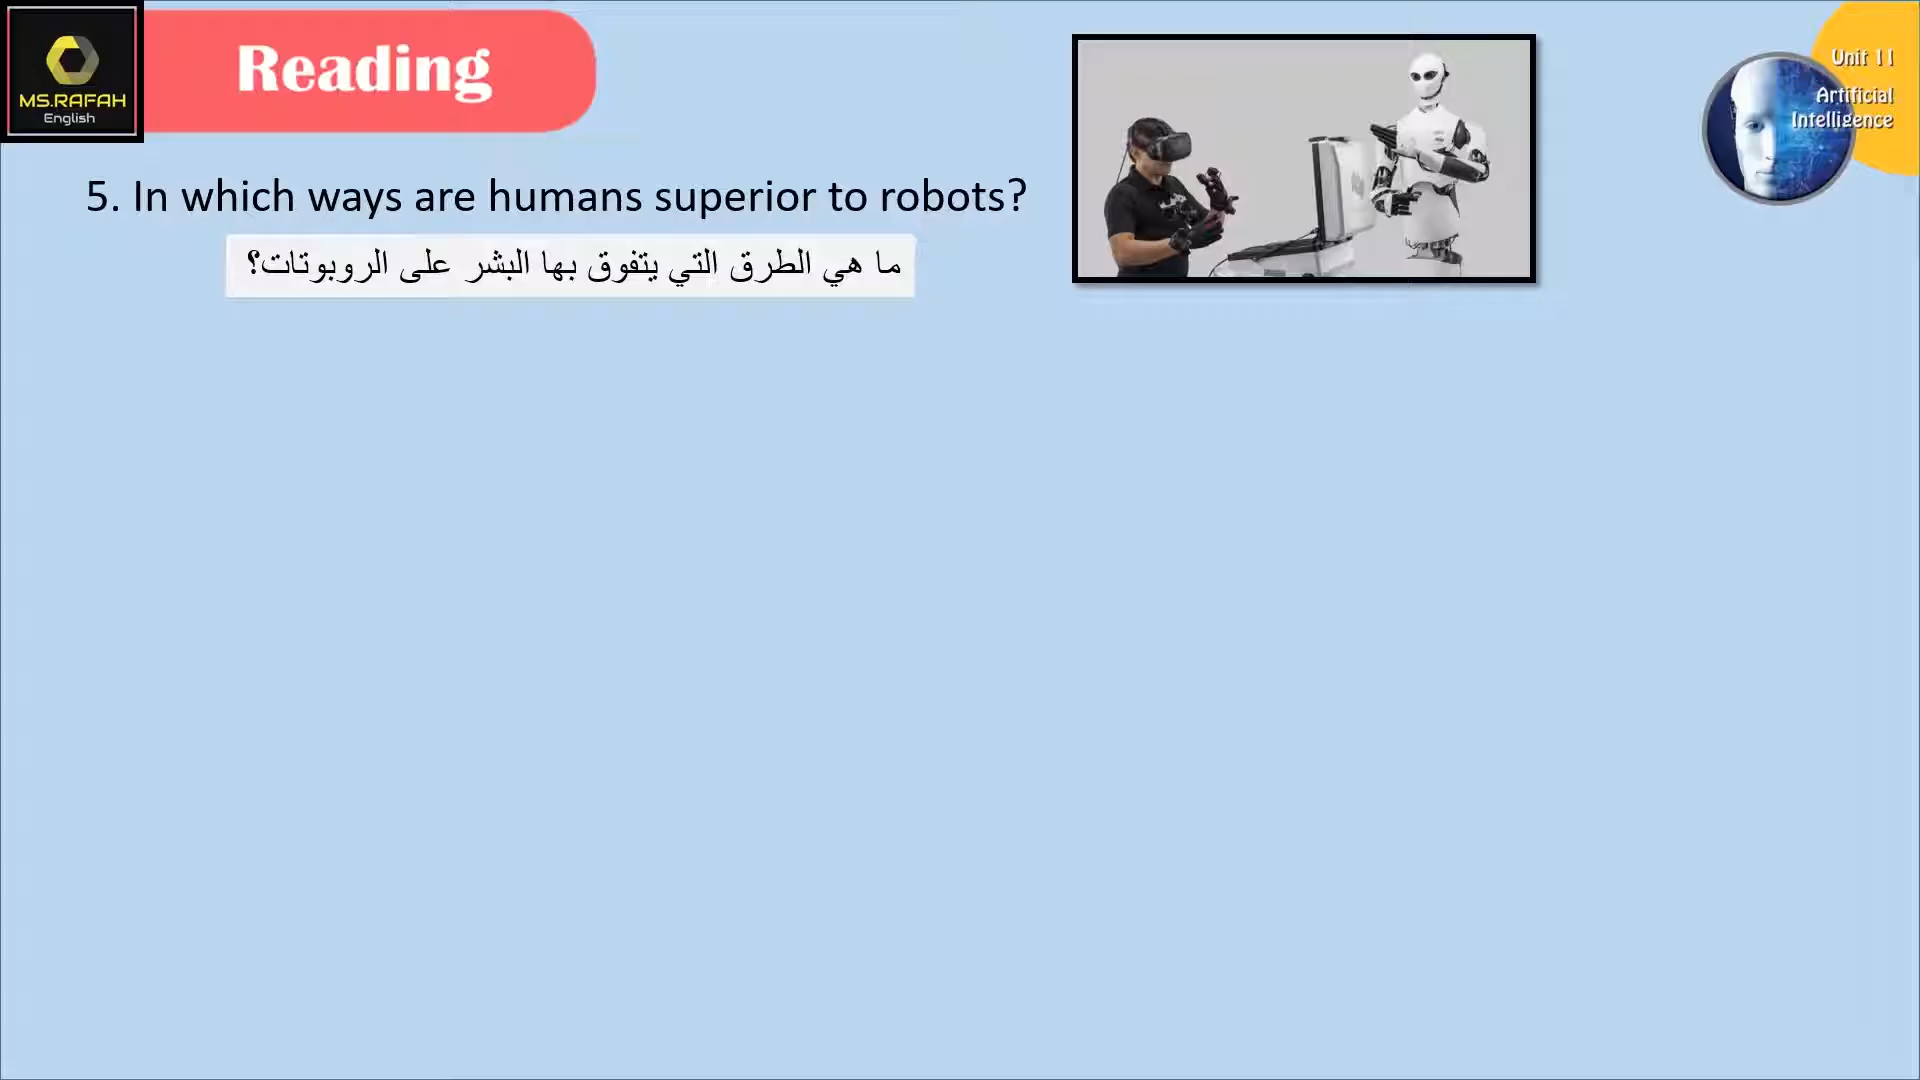 MS.RAFAH
English
Reading
Unit 11
Artificial
Intelligence
5. In which ways are humans superior to robots?
ما هي الطرق التي يتفوق بها البشر على الروبوتات؟